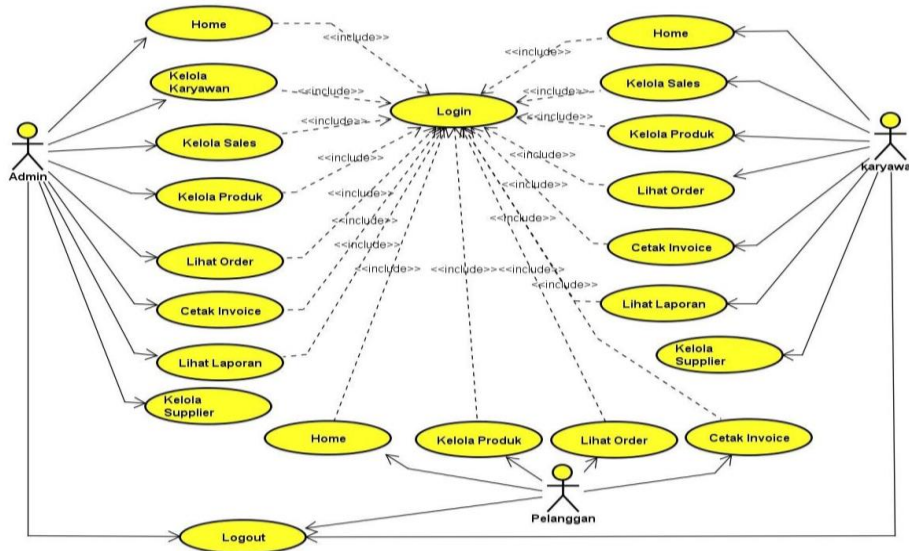 Home
<<include>>
<<include>>
Home
Kelola
Karyawan
<<include>>
<<include>>
Kelola Sales
Login
Kelola Sales
<<include>>
<<include>>
Kelola Produk
Admin
karyawa
Kelola Produk
<<include>>
<<include>>
Lihat Order
<<include>>
<<include>>
Lihat Order
<<include>>
<<include>>
Cetak Invoice
<<include>>
<<include>>
<<include>>
<<include>>
Cetak Invoice
Lihat Laporan
Lihat Laporan
Kelola
Supplier
Kelola
Supplier
Home
Kelola Produk
Lihat Order
Cetak Invoice
Pelanggan
Logout